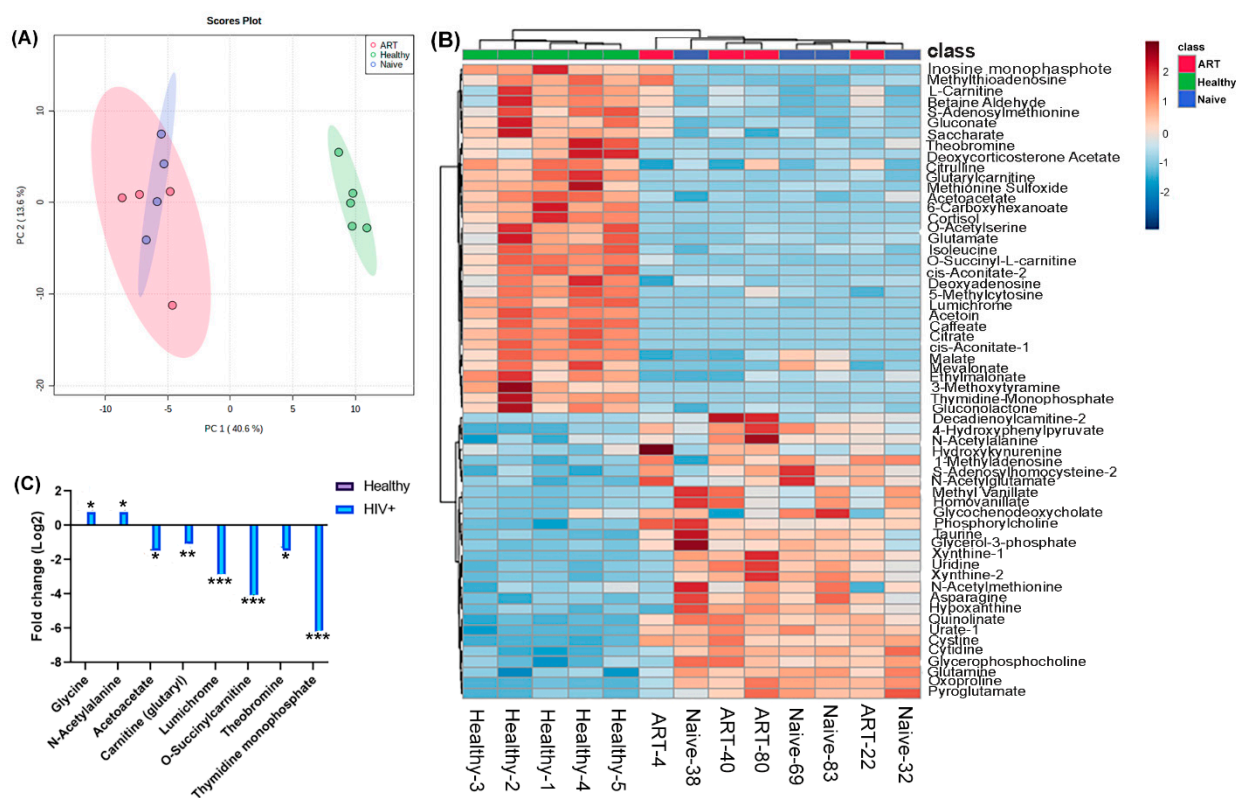 (A)
Scores Plot
ART
Healthy
Naive
PC 2 ( 13.6 %)
10
0
-10
-20
-10
-5
0
5
10
PC 1 ( 40.6 %)
(B)
class
Inosine monophasphote
Methylthioadenosine
L-Carnitine
Betaine Aldehyde
S-Adenosylmethionine
Gluconate
Saccharate
Theobromine
Deoxycorticosterone Acetate
Citrulline
Glutarylcarnitine
Methionine Sulfoxide
Acetoacetate
6-Carboxyhexanoate
Cortisol
O-Acetylserine
Glutamate
Isoleucine
O-Succinyl-L-carnitine
cis-Aconitate-2
Deoxyadenosine
5-Methylcytosine
Lumichrome
Acetoin
Caffeate
Citrate
cis-Aconitate-1
Malate
Mevalonate
Ethylmalonate
3-Methoxytyramine
Thymidine-Monophosphate
Gluconolactone
Decadienoylcarnitine-2
4-Hydroxyphenylpyruvate
N-Acetylalanine
Hydroxykynurenine
1-Methyladenosine
S-Adenosylhomocysteine-2
N-Acetylglutamate
Methyl Vanillate
Homovanillate
Glycochenodeoxycholate
Phosphorylcholine
Taurine
Glycerol-3-phosphate
Xynthine-1
Uridine
Xynthine-2
N-Acetylmethionine
Asparagine
Hypoxanthine
Quinolinate
Urate-1
Cystine
Cytidine
Glycerophosphocholine
Glutamine
Oxoproline
Pyroglutamate
Healthy-3
Healthy-2
Healthy-1
Healthy-4
Healthy-5
ART-4
Naive-38
ART-40
ART-80
Naive-69
Naive-83
ART-22
Naive-32
2
1
0
-1
-2
class
ART
Healthy
Naive
(C)
Healthy
HIV+
Fold change (Log2)
2
0
-2
-4
-6
-8
*
*
*
**
***
***
*
***
Glycine
N-Acetylalanine
Acetoacetate
Carnitine (glutaryl)
Lumichrome
O-Succinylcarnitine
Theobromine
Thymidine monophosphate